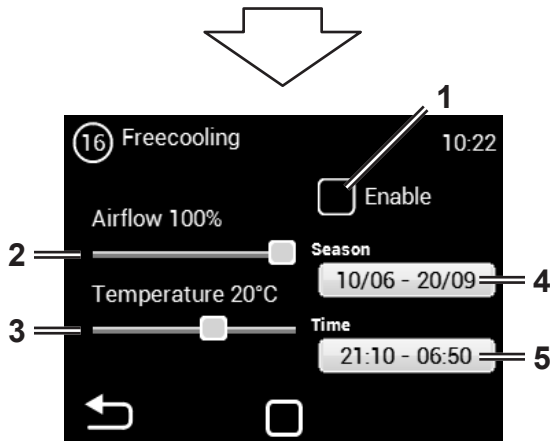 1
16 Freecooling 10:22
Enable
Airflow 100%
2
Season
10/06 - 20/09 4
Temperature 20°C
3
Time
21:10 - 06:50 5